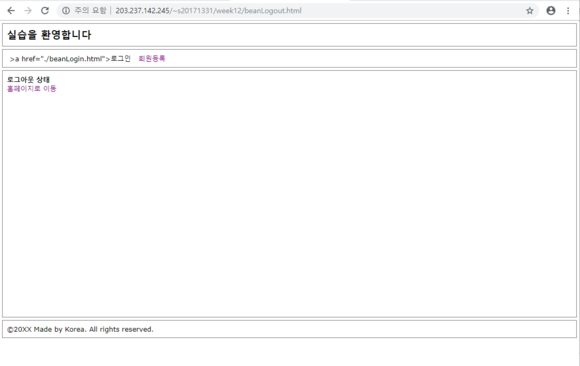 주의 요함 | 203.237.142.245/~s20171331/week12/beanLogout.html
실습을 환영합니다
>a href="./beanLogin.html">로그인 회원등록
로그아웃 상태
홈페이지로 이동
©20XX Made by Korea. All rights reserved.